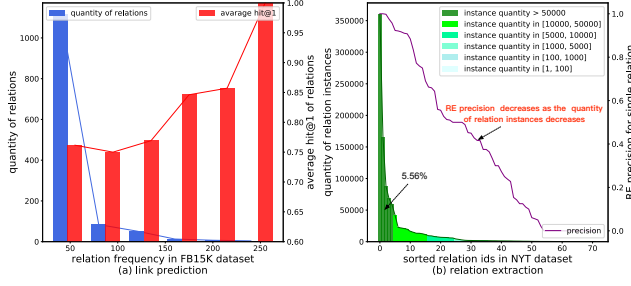 quantity of relations
avarage hit@1
1000
800
600
400
200
0
1.00
0.95
0.90
0.85
0.80
0.75
0.70
0.65
0.60
50
100
150
200
250
quantity of relations
average hit@1 of relations
relation frequency in FB15K dataset
(a) link prediction
instance quantity > 50000
instance quantity in [10000, 50000]
instance quantity in [5000, 10000]
instance quantity in [1000, 5000]
instance quantity in [100, 1000]
instance quantity in [1, 100]
350000
300000
250000
200000
150000
100000
50000
0
1.0
0.8
0.6
0.4
0.2
0.0
RE precision decreases as the quantity
of relation instances decreases
5.56%
precision
0
10
20
30
40
50
60
70
quantity of relation instances
RE precision for single relation
sorted relation ids in NYT dataset
(b) relation extraction